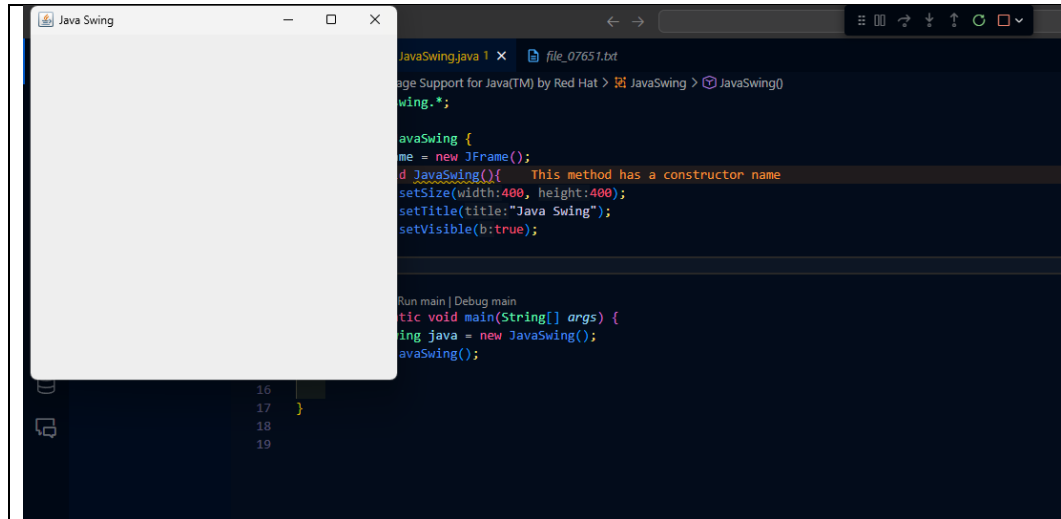 Java Swing
JavaSwing.java 1
file_07651.txt
age Support for Java(TM) by Red Hat > JavaSwing > JavaSwing()
wing.*;
avaSwing {
me = new JFrame();
d JavaSwing(){ This method has a constructor name
setSize(width:400, height:400);
setTitle(title:"Java Swing");
setVisible(b:true);
Run main | Debug main
tic void main(String[] args) {
ing java = new JavaSwing();
avaSwing();
16
17 }
18
19